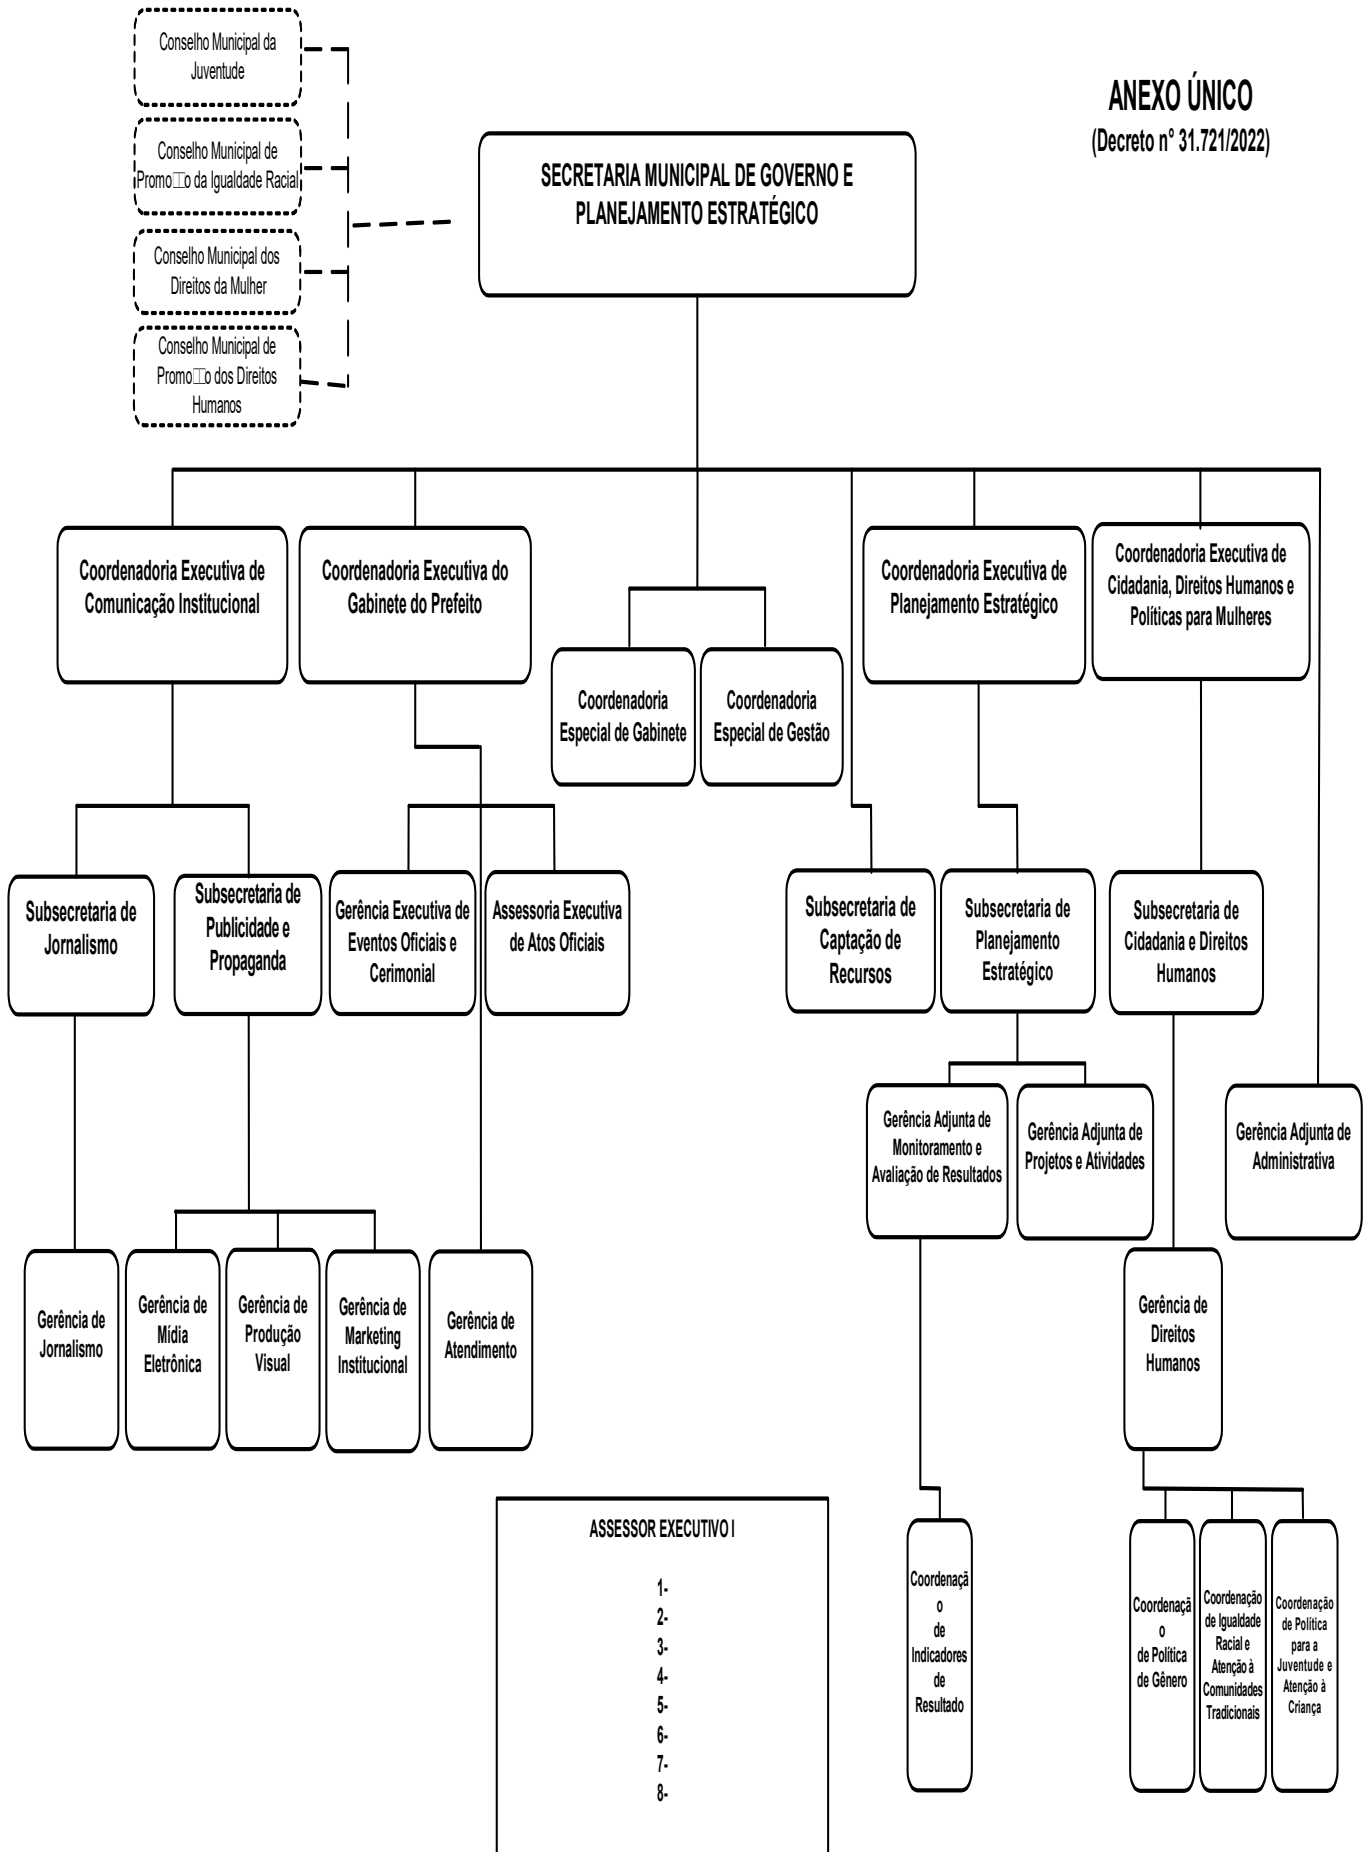 Conselho Municipal da
Juventude
ANEXO ÚNICO
(Decreto n° 31.721/2022)
Conselho Municipal de
Promo□□o da Igualdade Racial
SECRETARIA MUNICIPAL DE GOVERNO E
PLANEJAMENTO ESTRATÉGICO
Conselho Municipal dos
Direitos da Mulher
Conselho Municipal de
Promo□□o dos Direitos
Humanos
Coordenadoria Executiva de
Comunicação Institucional
Coordenadoria Executiva do
Gabinete do Prefeito
Coordenadoria Executiva de
Planejamento Estratégico
Coordenadoria Executiva de
Cidadania, Direitos Humanos e
Políticas para Mulheres
Coordenadoria
Especial de Gabinete
Coordenadoria
Especial de Gestão
Subsecretaria de
Jornalismo
Subsecretaria de
Publicidade e
Propaganda
Gerência Executiva de
Eventos Oficiais e
Cerimonial
Assessoria Executiva
de Atos Oficiais
Subsecretaria de
Captação de
Recursos
Subsecretaria de
Planejamento
Estratégico
Subsecretaria de
Cidadania e Direitos
Humanos
Gerência Adjunta de
Monitoramento e
Avaliação de Resultados
Gerência Adjunta de
Projetos e Atividades
Gerência Adjunta de
Administrativa
Gerência de
Jornalismo
Gerência de
Mídia
Eletrônica
Gerência de
Produção
Visual
Gerência de
Marketing
Institucional
Gerência de
Atendimento
Gerência de
Direitos
Humanos
ASSESSOR EXECUTIVO I
1-
2-
3-
4-
5-
6-
7-
8-
Coordenaçã
o
de
Indicadores
de
Resultado
Coordenaçã
o
de Política
de Gênero
Coordenação
de Igualdade
Racial e
Atenção à
Comunidades
Tradicionais
Coordenação
de Política
para a
Juventude e
Atenção à
Criança